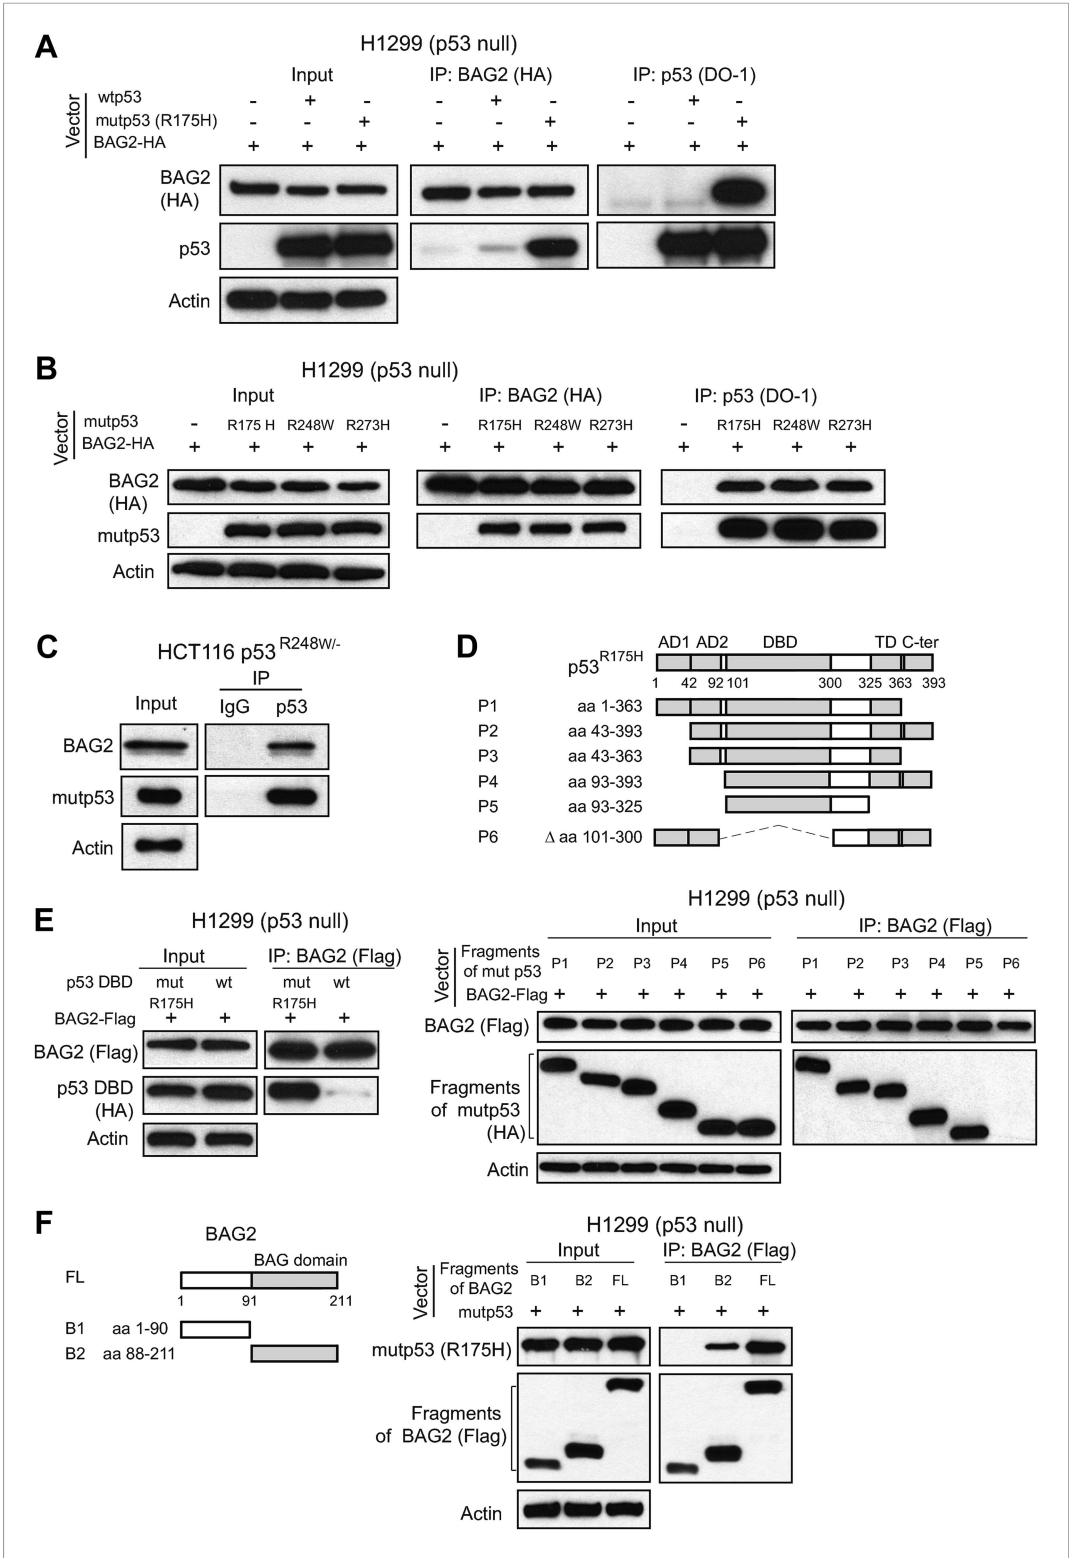 A
H1299 (p53 null)
Input IP: BAG2 (HA) IP: p53 (DO-1)
Vector
wtp53 - + - - + - - + -
mutp53 (R175H) - - + - - + - - +
BAG2-HA + + + + + + + + +
BAG2
(HA)
p53
Actin
B
H1299 (p53 null)
Input IP: BAG2 (HA) IP: p53 (DO-1)
Vector
mutp53 - R175 H R248W R273H - R175H R248W R273H - R175H R248W R273H
BAG2-HA + + + + + + + + + + + +
BAG2
(HA)
mutp53
Actin
C
HCT116 p53 R248W/-
IP
Input IgG p53
BAG2
mutp53
Actin
D
AD1 AD2 DBD TD C-ter
p53 R175H
1 42 92 101 300 325 363 393
P1 aa 1-363
P2 aa 43-393
P3 aa 43-363
P4 aa 93-393
P5 aa 93-325
P6 Δ aa 101-300
E
H1299 (p53 null)
Input IP: BAG2 (Flag)
p53 DBD mut wt mut wt
R175H R175H
BAG2-Flag + + + +
BAG2 (Flag)
p53 DBD
(HA)
Actin
H1299 (p53 null)
Input IP: BAG2 (Flag)
Vector
Fragments
of mut p53 P1 P2 P3 P4 P5 P6 P1 P2 P3 P4 P5 P6
BAG2-Flag + + + + + + + + + + + +
BAG2 (Flag)
Fragments
of mutp53
(HA)
Actin
F
BAG2
BAG domain
FL
1 91 211
B1 aa 1-90
B2 aa 88-211
H1299 (p53 null)
Input IP: BAG2 (Flag)
Vector
Fragments
of BAG2 B1 B2 FL B1 B2 FL
mutp53 + + + + + +
mutp53 (R175H)
Fragments
of BAG2 (Flag)
Actin